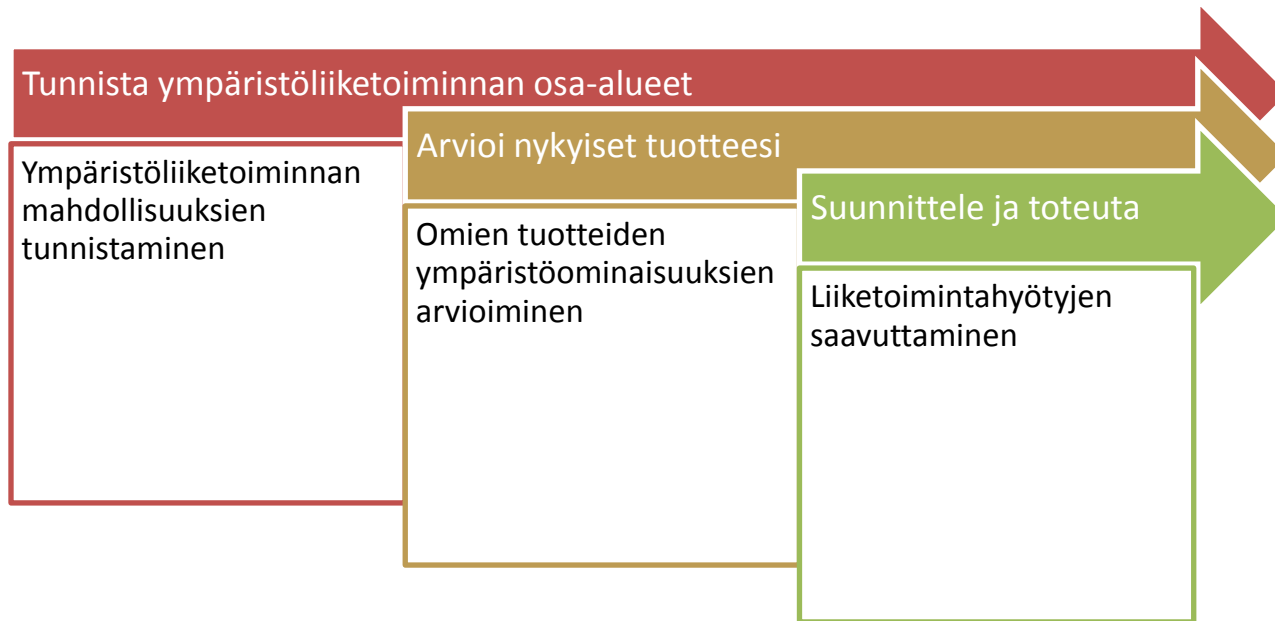 Tunnista ympäristöliiketoiminnan osa-alueet
Ympäristöliiketoiminnan
mahdollisuuksien
tunnistaminen
Arvioi nykyiset tuotteesi
Omien tuotteiden
ympäristöominaisuuksien
arvioiminen
Suunnittele ja toteuta
Liiketoimintahyötyjen
saavuttaminen